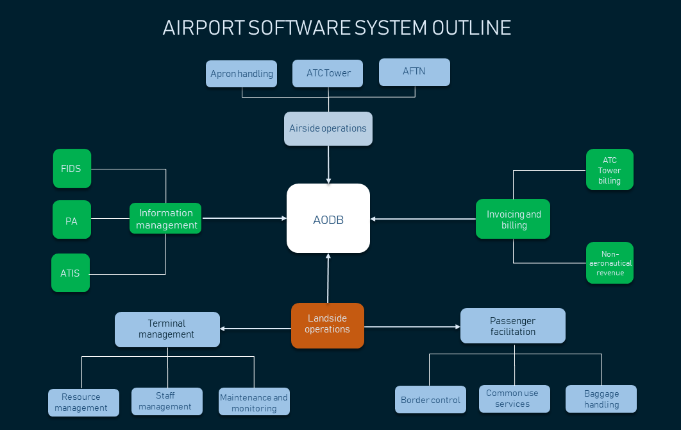 AIRPORT SOFTWARE SYSTEM OUTLINE
Apron handling
ATC Tower
AFTN
Airside operations
FIDS
PA
ATIS
Information
management
AODB
Invoicing and
billing
ATC
Tower
billing
Non-
aeronautical
revenue
Landside
operations
Terminal
management
Passenger
facilitation
Resource
management
Staff
management
Maintenance and
monitoring
Border control
Common use
services
Baggage
handling